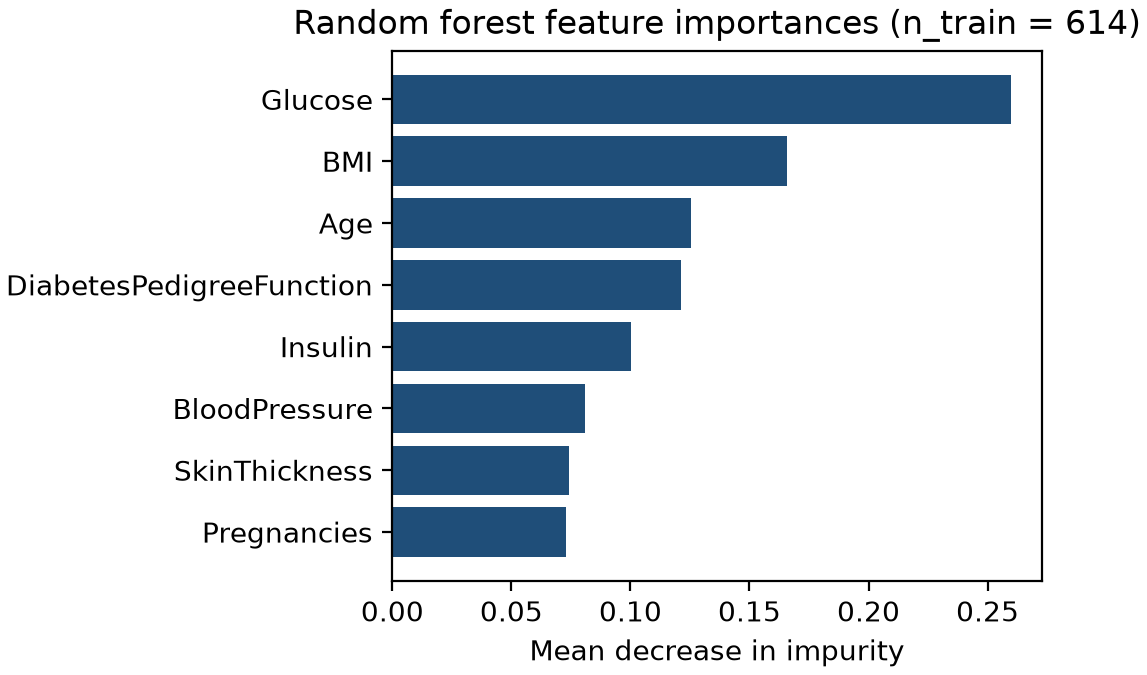 Random forest feature importances (n_train = 614)
Glucose
BMI
Age
DiabetesPedigreeFunction
Insulin
BloodPressure
SkinThickness
Pregnancies
0.00 0.05 0.10 0.15 0.20 0.25
Mean decrease in impurity